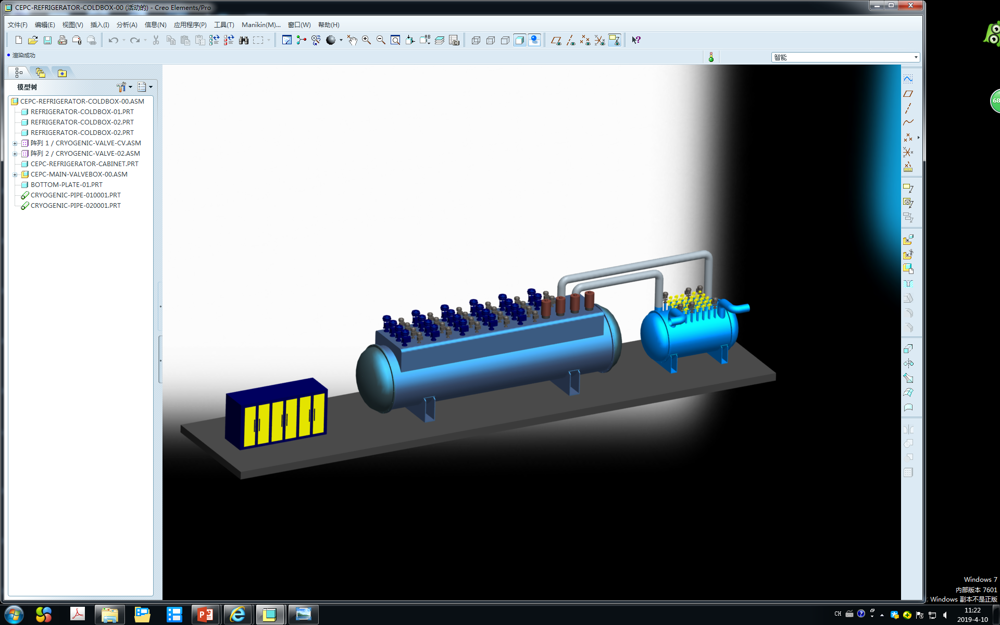 CEPC-REFRIGERATOR-COLDBOX-00 (活动的) - Creo Elements/Pro
文件(F) 编辑(E) 视图(V) 插入(I) 分析(A) 信息(N) 应用程序(P) 工具(T) Manikin(M)... 窗口(W) 帮助(H)
渲染成功
智能
模型树
CEPC-REFRIGERATOR-COLDBOX-00.ASM
REFRIGERATOR-COLDBOX-01.PRT
REFRIGERATOR-COLDBOX-02.PRT
REFRIGERATOR-COLDBOX-02.PRT
阵列 1 / CRYOGENIC-VALVE-CV.ASM
阵列 2 / CRYOGENIC-VALVE-02.ASM
CEPC-REFRIGERATOR-CABINET.PRT
CEPC-MAIN-VALVEBOX-00.ASM
BOTTOM-PLATE-01.PRT
CRYOGENIC-PIPE-010001.PRT
CRYOGENIC-PIPE-020001.PRT
68
Windows 7
内部版本 7601
Windows 副本不是正版
CH
11:22
2019-4-10